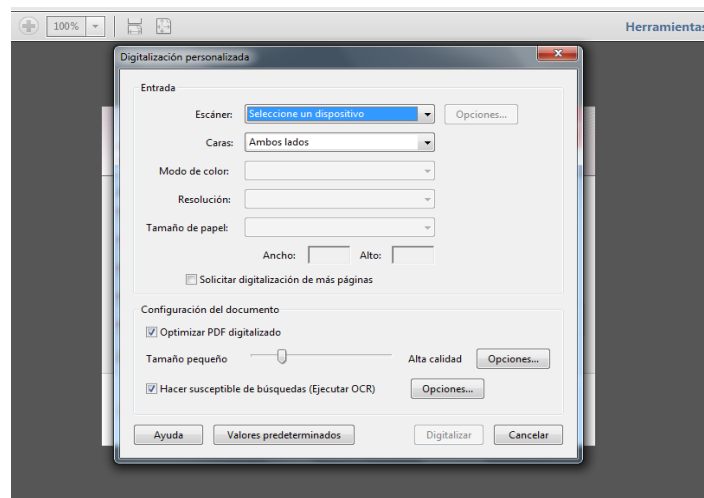 100%
Herramientas
Digitalización personalizada
Entrada
Escáner: Seleccione un dispositivo Opciones...
Caras: Ambos lados
Modo de color:
Resolución:
Tamaño de papel:
Ancho: Alto:
Solicitar digitalización de más páginas
Configuración del documento
Optimizar PDF digitalizado
Tamaño pequeño Alta calidad Opciones...
Hacer susceptible de búsquedas (Ejecutar OCR) Opciones...
Ayuda Valores predeterminados Digitalizar Cancelar